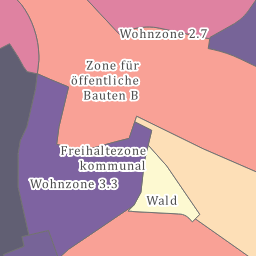 Wohnzone 2.7
Zone für
öffentliche
Bauten B
Freihaltezone
kommunal
Wohnzone 3.3
Wald